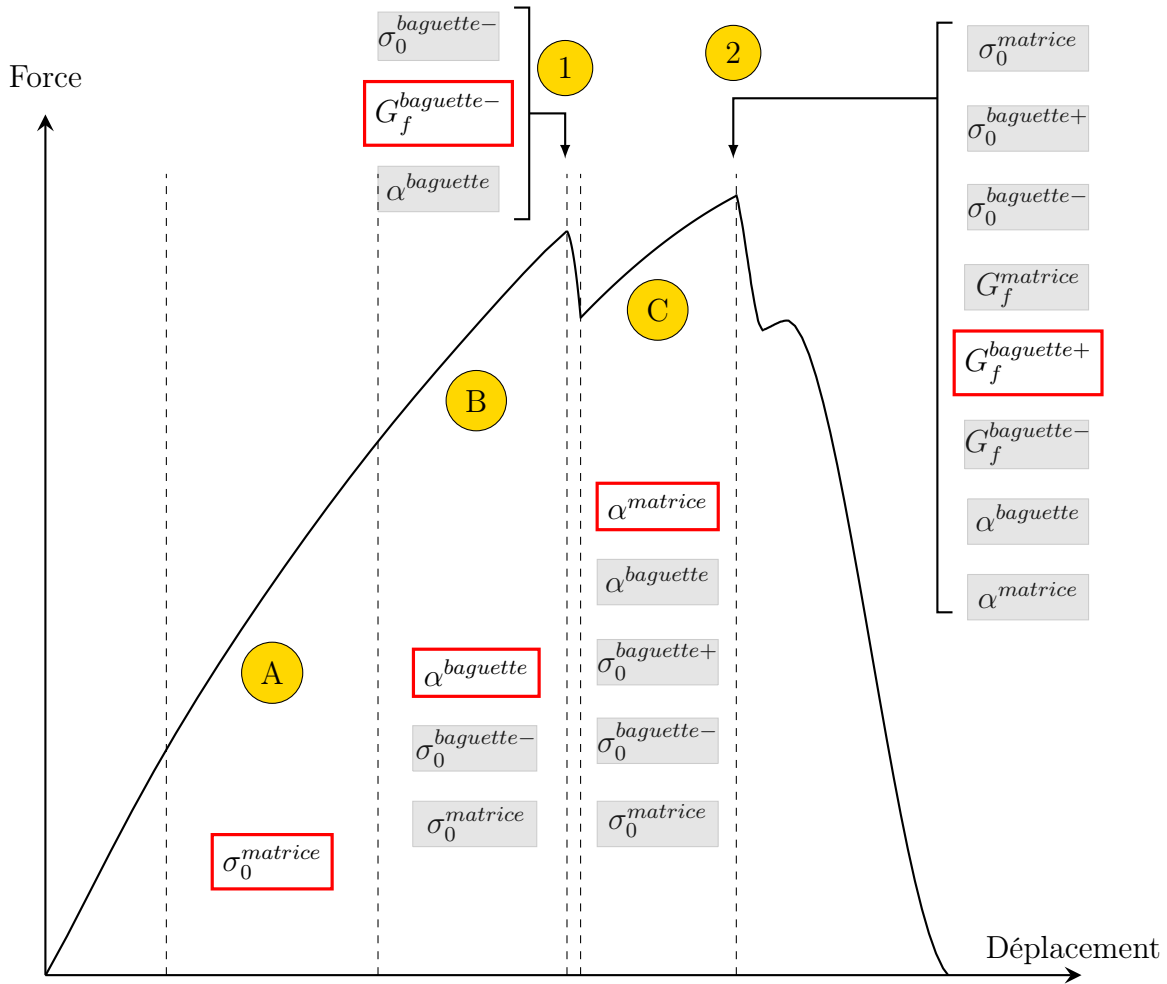 Force
σ₀^{baguette−}
G_f^{baguette−}
α^{baguette}
1
2
σ₀^{matrice}
σ₀^{baguette+}
σ₀^{baguette−}
G_f^{matrice}
G_f^{baguette+}
G_f^{baguette−}
α^{baguette}
α^{matrice}
A
B
C
σ₀^{matrice}
α^{baguette}
σ₀^{baguette−}
σ₀^{matrice}
α^{matrice}
α^{baguette}
σ₀^{baguette+}
σ₀^{baguette−}
σ₀^{matrice}
Déplacement